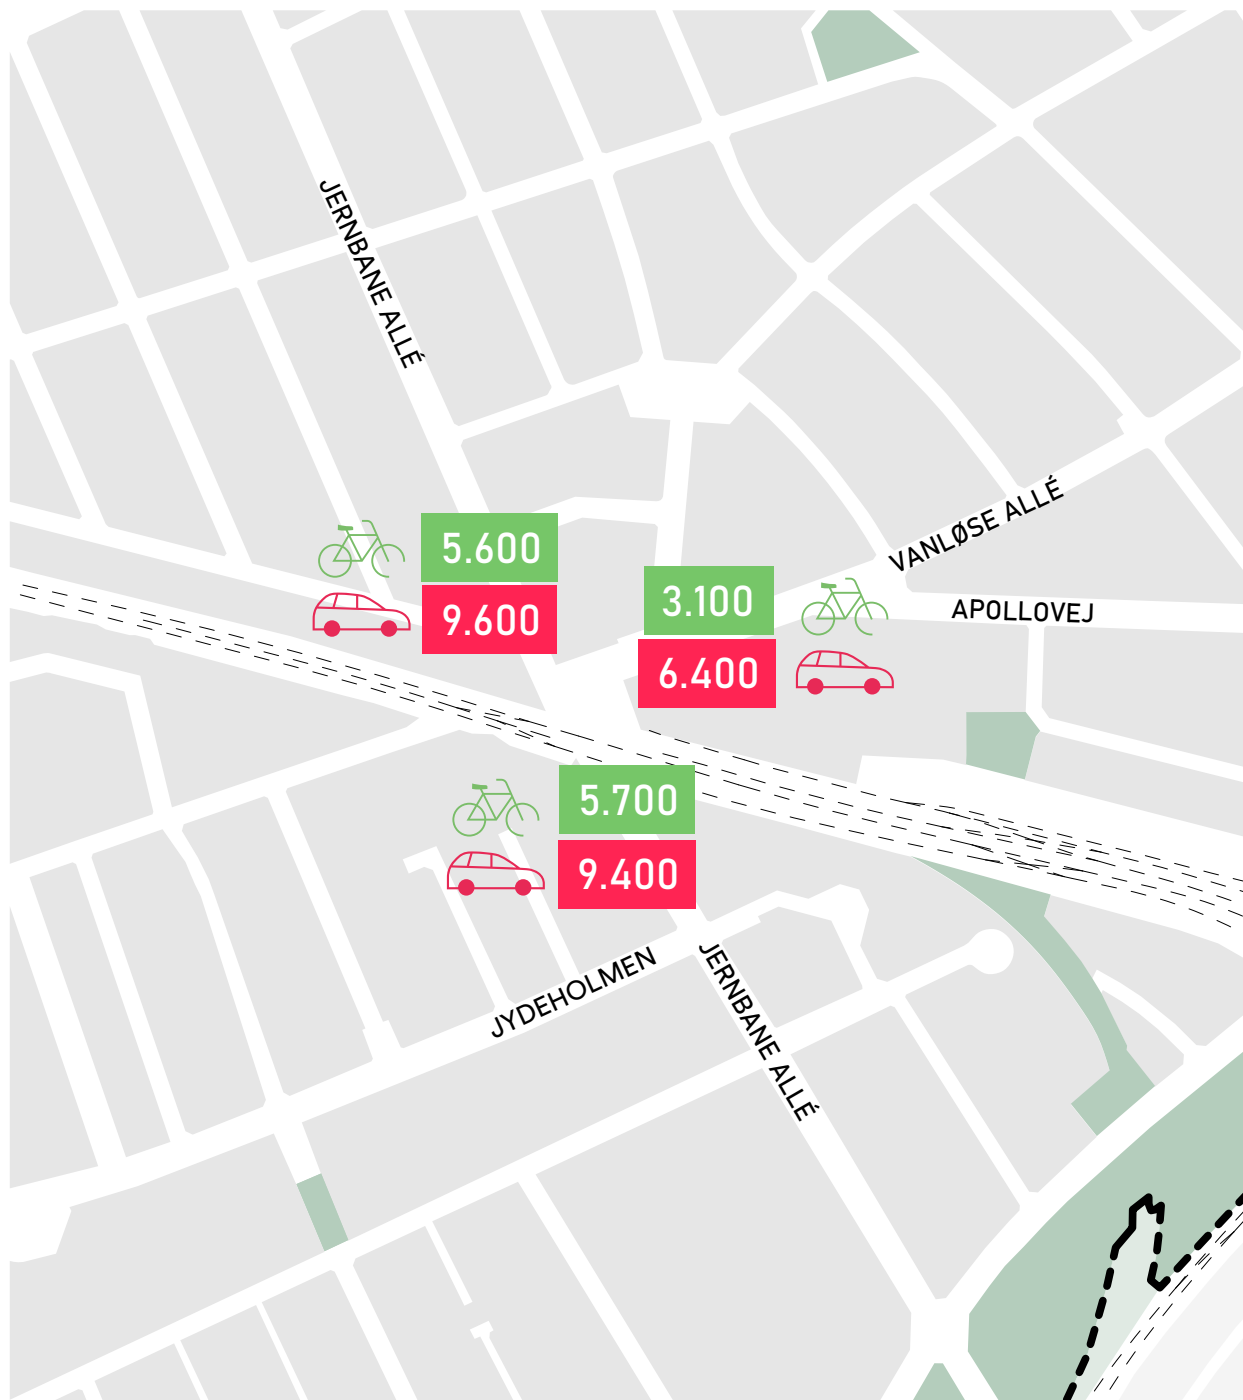 JERNBANE ALLÉ
VANLØSE ALLÉ
5.600
9.600
3.100
6.400
APOLLOVEJ
5.700
9.400
JYDEHOLMEN
JERNBANE ALLÉ